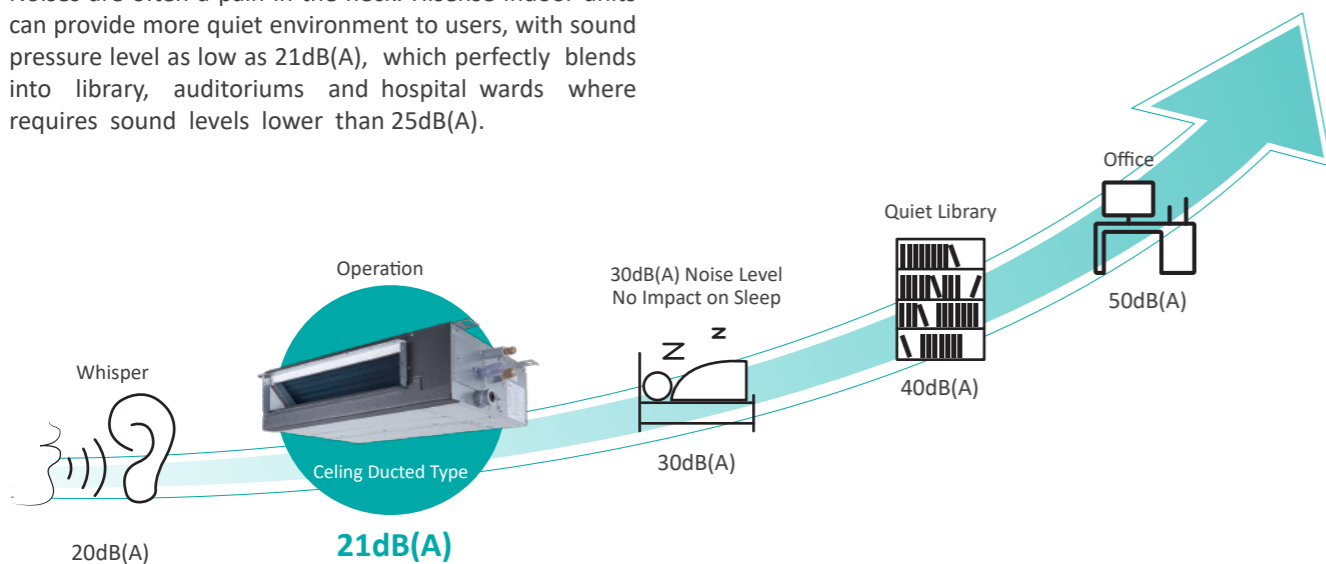 can provide more quiet environment to users, with sound
pressure level as low as 21dB(A), which perfectly blends
into library, auditoriums and hospital wards where
requires sound levels lower than 25dB(A).
Office
Quiet Library
Operation
30dB(A) Noise Level
No Impact on Sleep
50dB(A)
Whisper
z
N
40dB(A)
30dB(A)
Celing Ducted Type
21dB(A)
20dB(A)